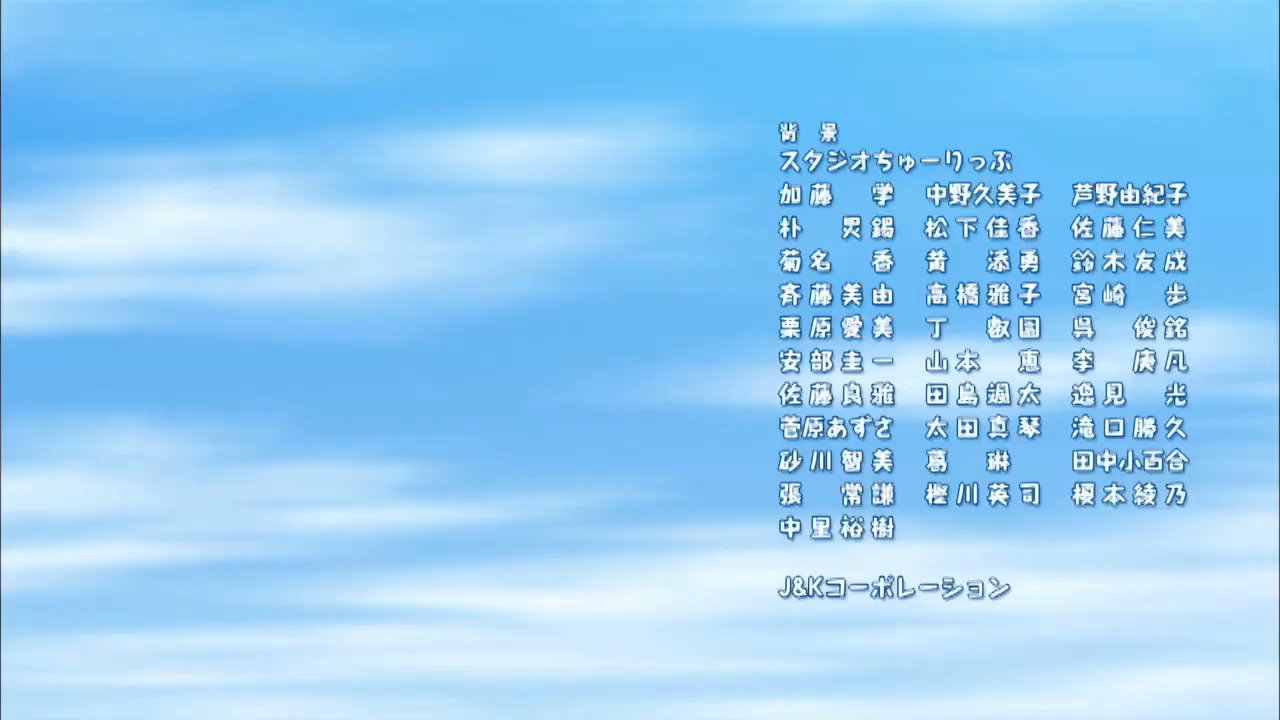 背 景
スタジオちゅーりっぷ
加藤 学 中野久美子 芦野由紀子
朴 炅錫 松下佳香 佐藤仁美
菊名 香 黄 添勇 鈴木友成
斉藤美由 高橋雅子 宮崎 歩
栗原愛美 丁 叡国 呉 俊銘
安部圭一 山本 恵 李 庚凡
佐藤良雅 田島颯太 逸見 光
菅原あずさ 太田真琴 滝口勝久
砂川智美 葛 琳 田中小百合
張 常謙 樫川英司 榎本綾乃
中里裕樹
J&Kコーポレーション